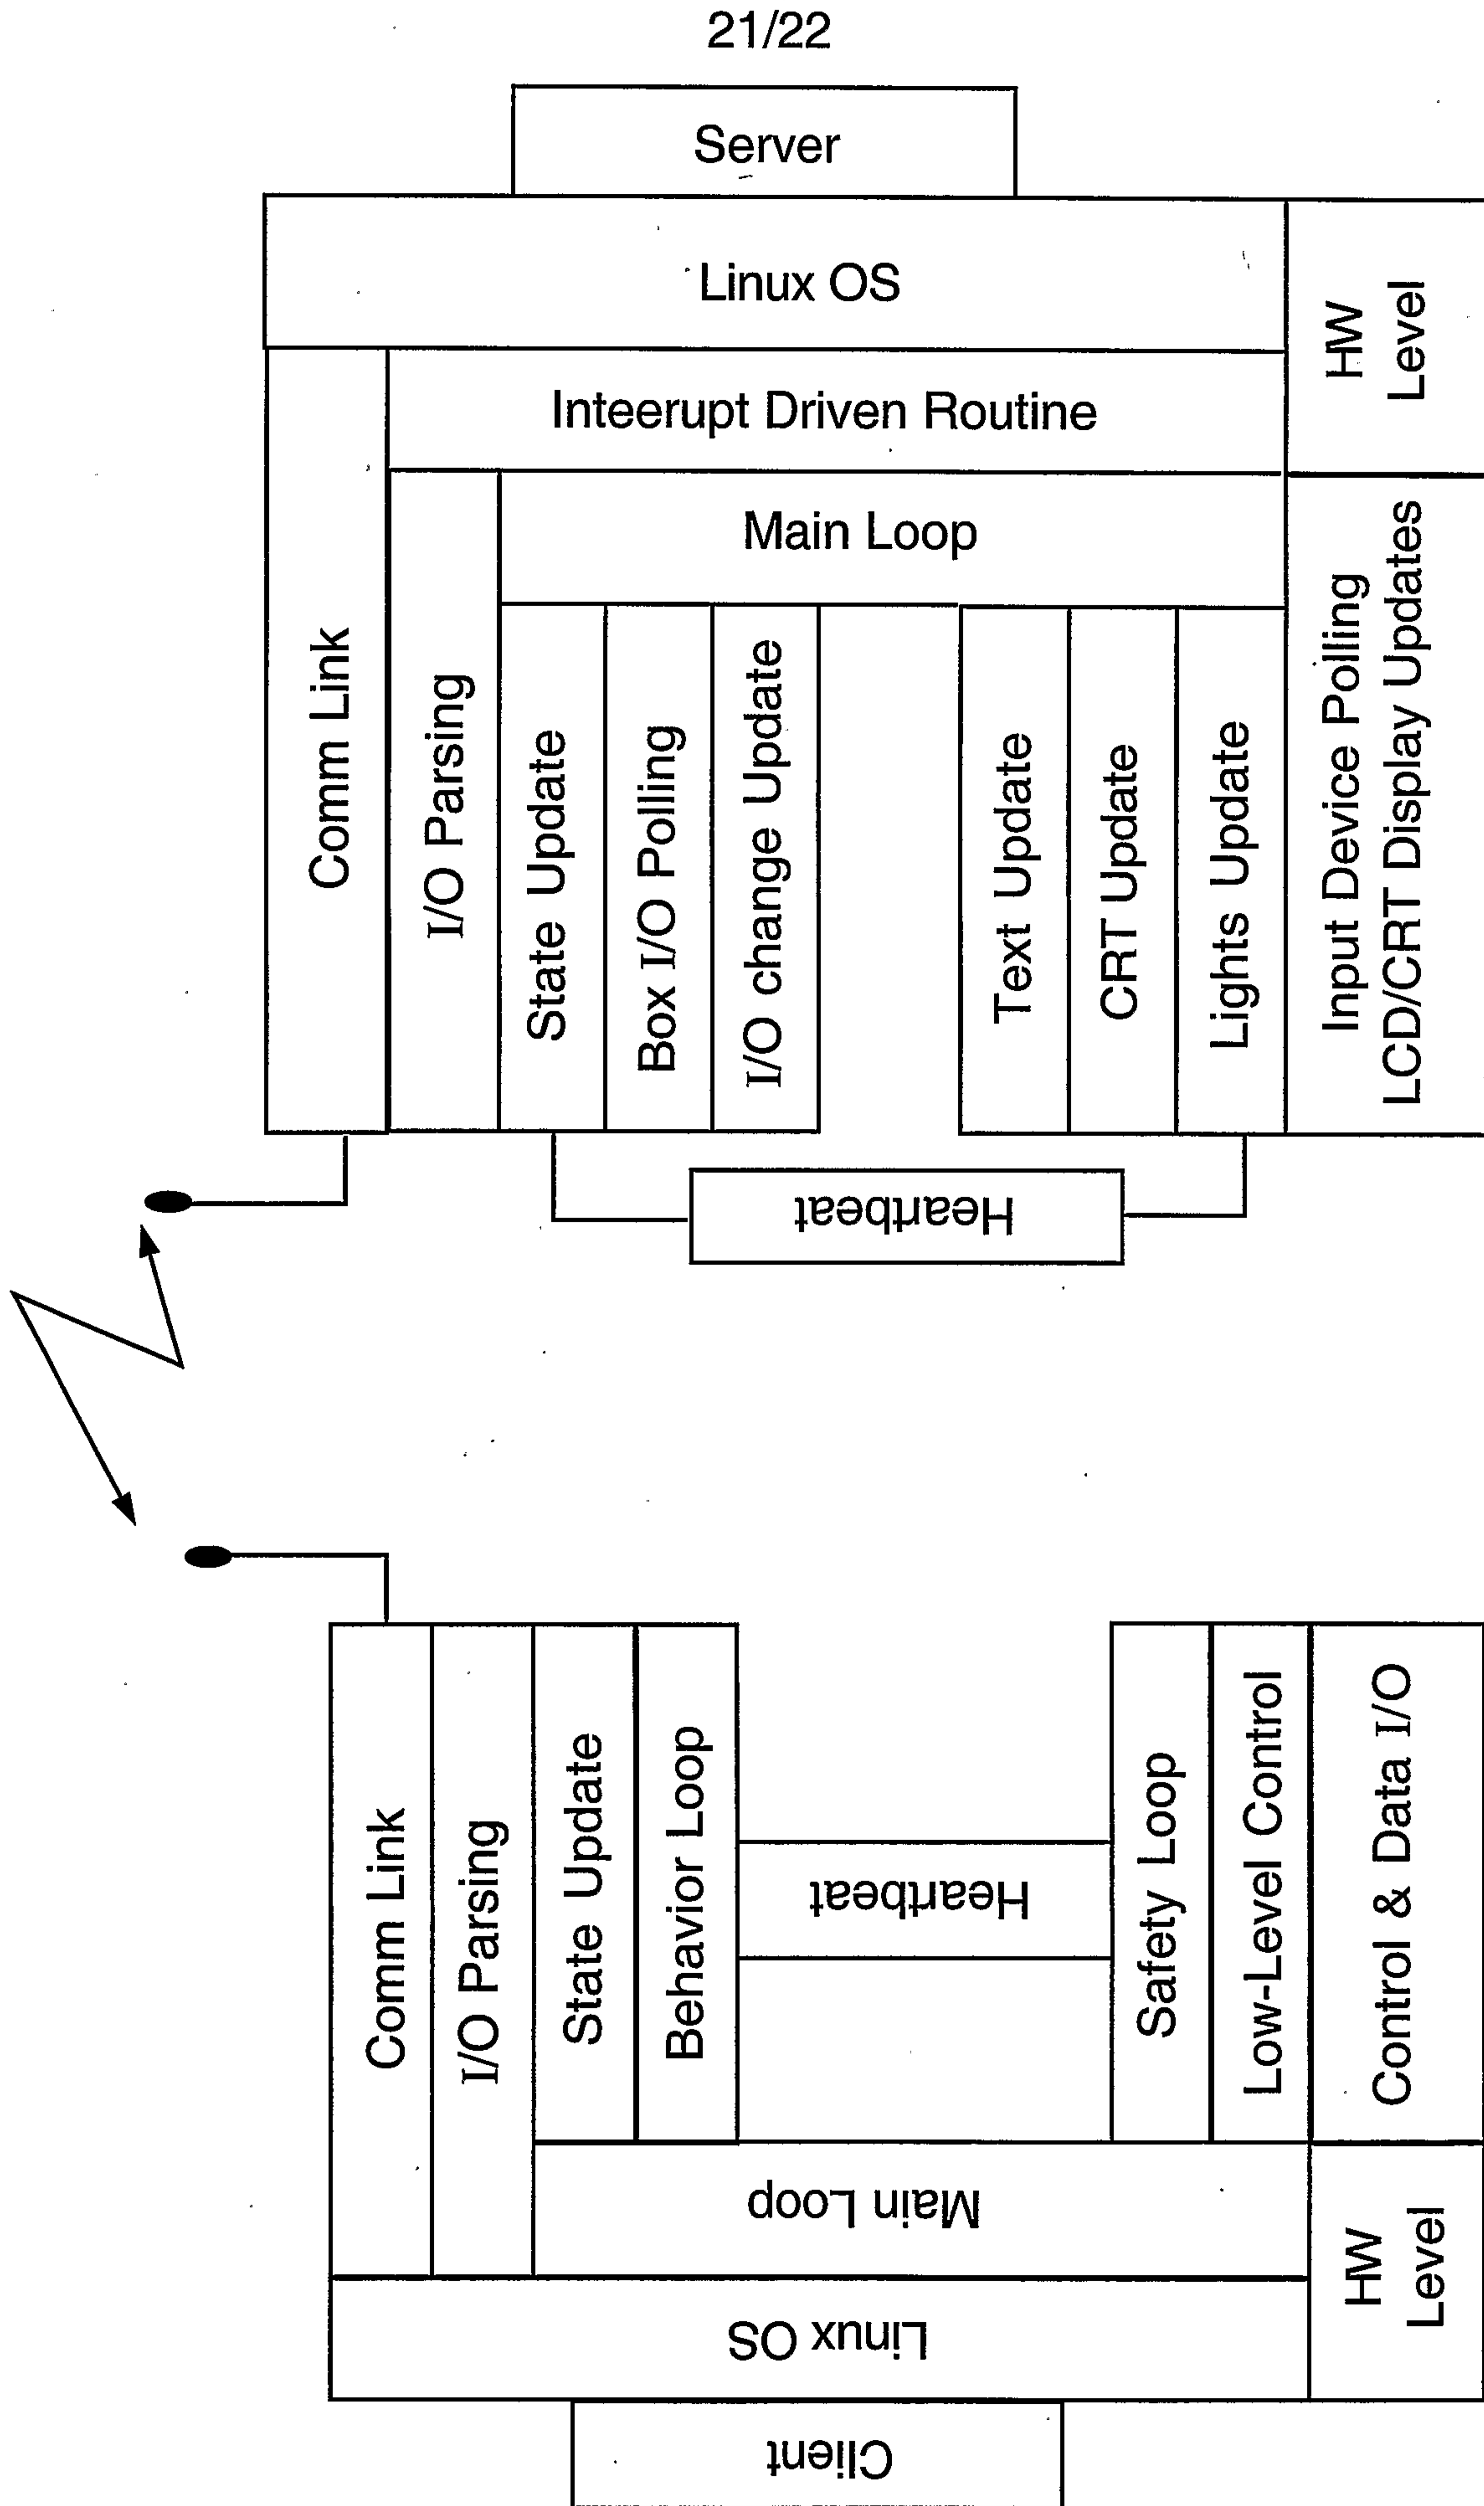 21/22
Server
Linux OS
Inteerupt Driven Routine
Main Loop
Comm Link
I/O Parsing
State Update
Box I/O Polling
I/O change Update
Text Update
CRT Update
Lights Update
HW
Level
Input Device Polling
LCD/CRT Display Updates
Heartbeat
Comm Link
I/O Parsing
State Update
Behavior Loop
Heartbeat
Safety Loop
Low-Level Control
Control & Data I/O
Main Loop
HW
Level
Linux OS
Client